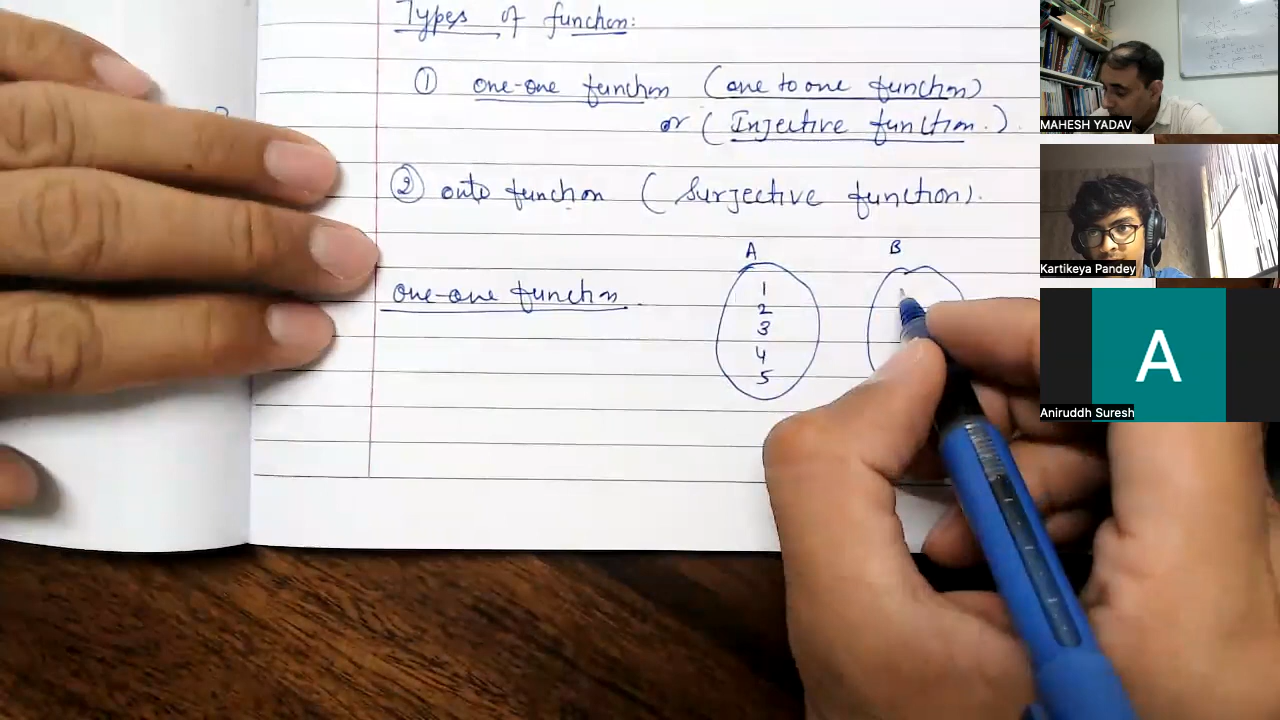 Types of function:
① one-one function (one to one function)
or (Injective function.).
② onto function (Surjective function).
A B
one-one function.
1
2
3
4
5
MAHESH YADAV
Kartikeya Pandey
A
Aniruddh Suresh